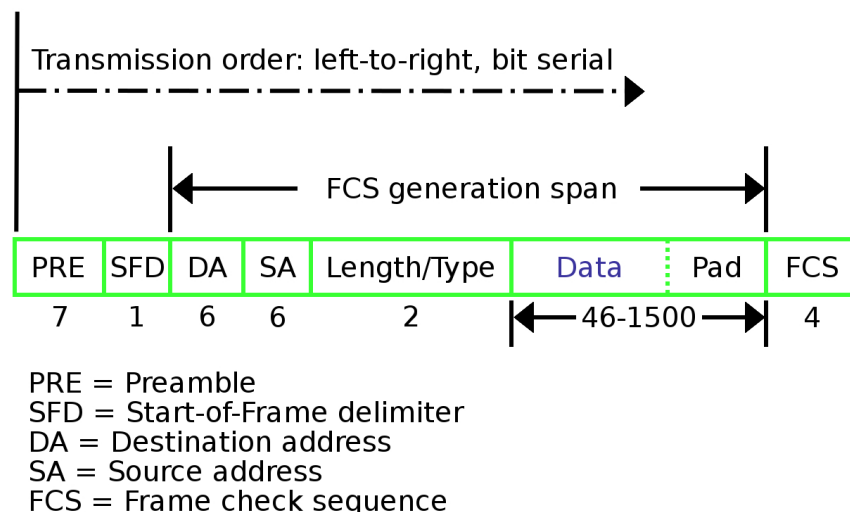 Transmission order: left-to-right, bit serial
FCS generation span
PRE SFD DA SA Length/Type Data Pad FCS
7 1 6 6 2 46-1500 4
PRE = Preamble
SFD = Start-of-Frame delimiter
DA = Destination address
SA = Source address
FCS = Frame check sequence